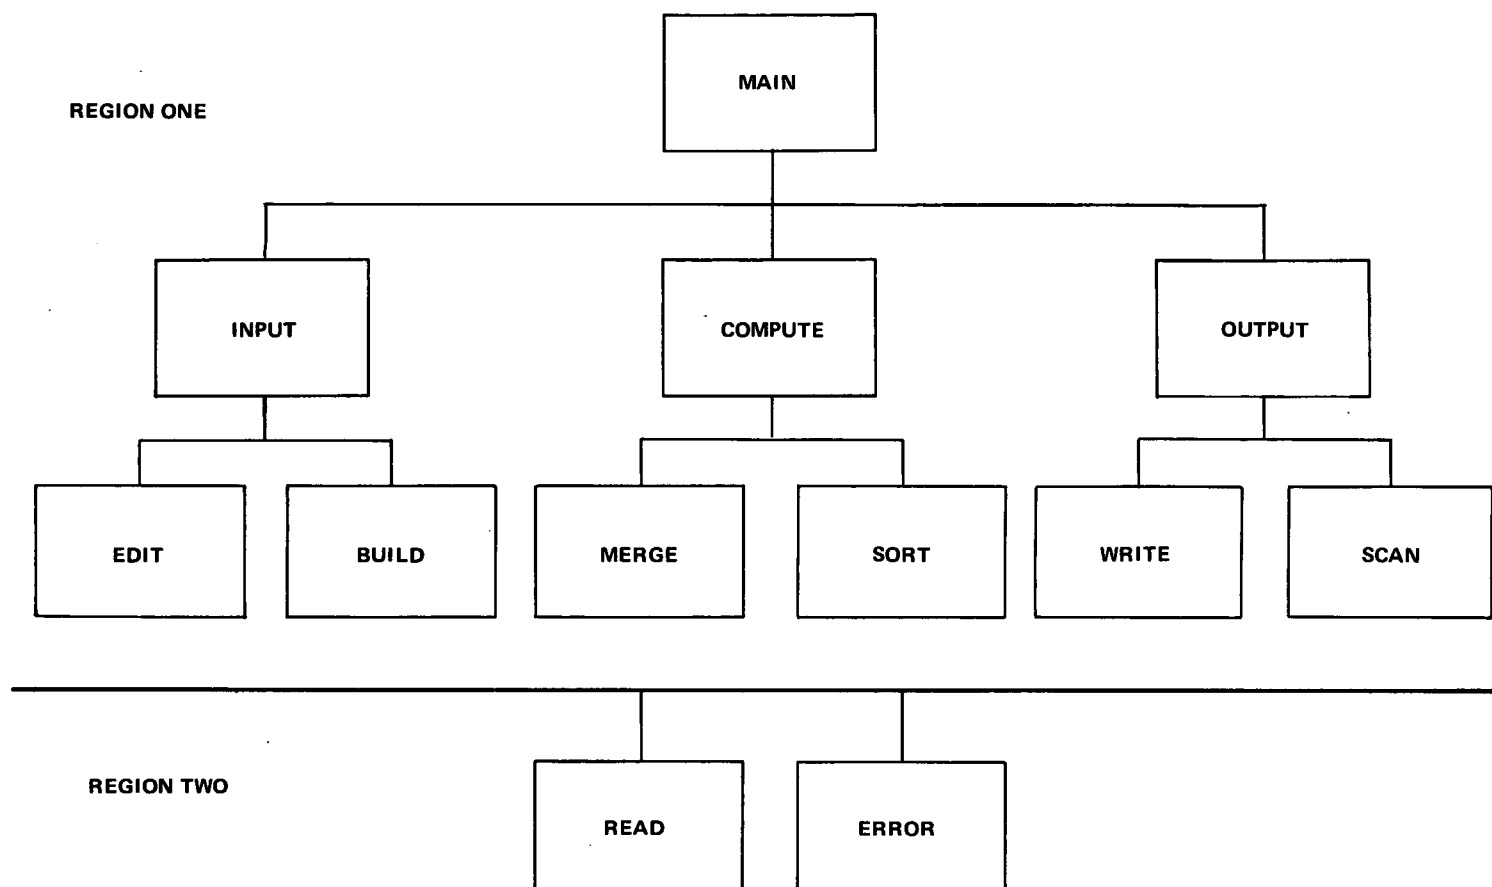 MAIN
REGION ONE
INPUT
COMPUTE
OUTPUT
EDIT
BUILD
MERGE
SORT
WRITE
SCAN
REGION TWO
READ
ERROR